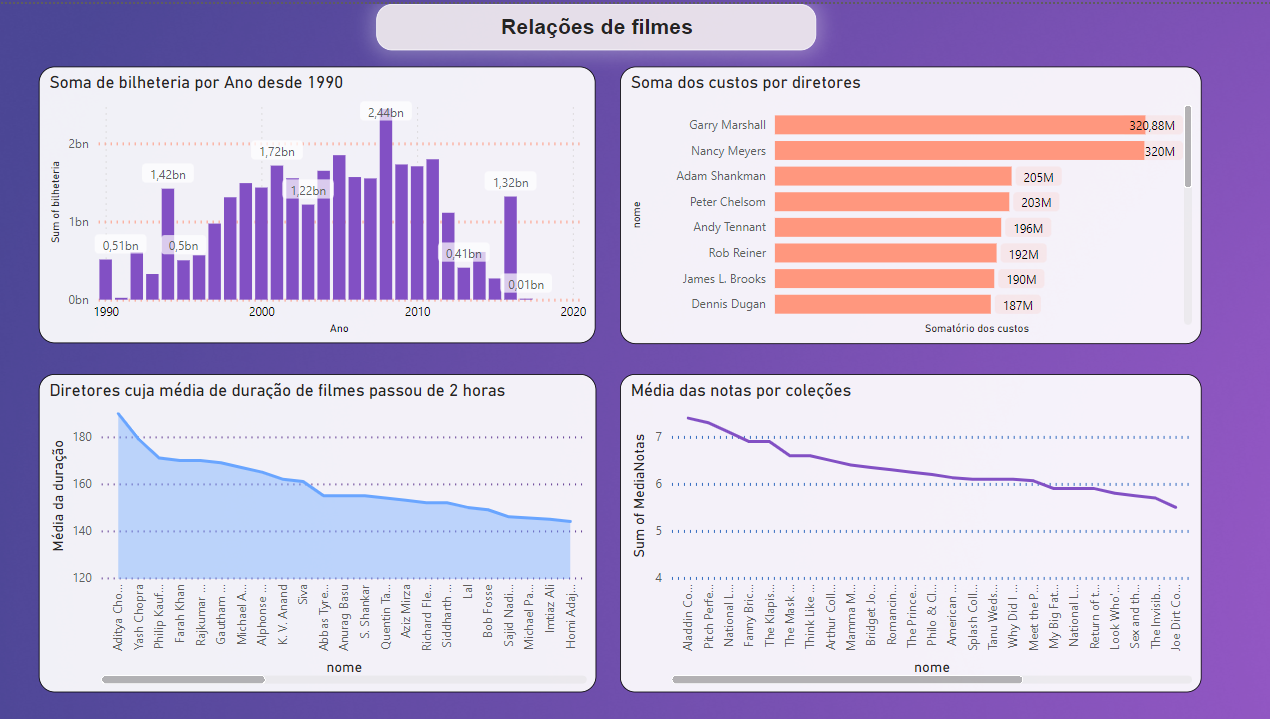 Relações de filmes
Soma de bilheteria por Ano desde 1990
Sum of bilheteria
2bn
1bn
0bn
0,51bn
1,42bn
0,5bn
1,72bn
1,22bn
2,44bn
0,41bn
1,32bn
0,01bn
1990
2000
2010
2020
Ano
Soma dos custos por diretores
nome
Garry Marshall
320,88M
Nancy Meyers
320M
Adam Shankman
205M
Peter Chelsom
203M
Andy Tennant
196M
Rob Reiner
192M
James L. Brooks
190M
Dennis Dugan
187M
Somatório dos custos
Diretores cuja média de duração de filmes passou de 2 horas
Média da duração
180
160
140
120
Aditya Cho...
Yash Chopra
Philip Kauf...
Farah Khan
Rajkumar ...
Gautham ...
Michael A...
Alphonse ...
K. V. Anand
Siva
Abbas Tyre...
Anurag Basu
S. Shankar
Quentin Ta...
Aziz Mirza
Richard Fle...
Siddharth ...
Lal
Bob Fosse
Sajid Nadi...
Michael Pa...
Imtiaz Ali
Homi Adaj...
nome
Média das notas por coleções
Sum of MediaNotas
7
6
5
4
Aladdin Co...
Pitch Perfe...
National L...
Fanny Bric...
The Klapis...
The Mask ...
Think Like ...
Arthur Coll...
Mamma M...
Bridget Jo...
Romancin...
The Prince...
Philo & Cl...
American ...
Splash Coll...
Tanu Weds...
Why Did I ...
Meet the P...
My Big Fat...
National L...
Return of t...
Look Who'...
Sex and th...
The Invisib...
Joe Dirt Co...
nome